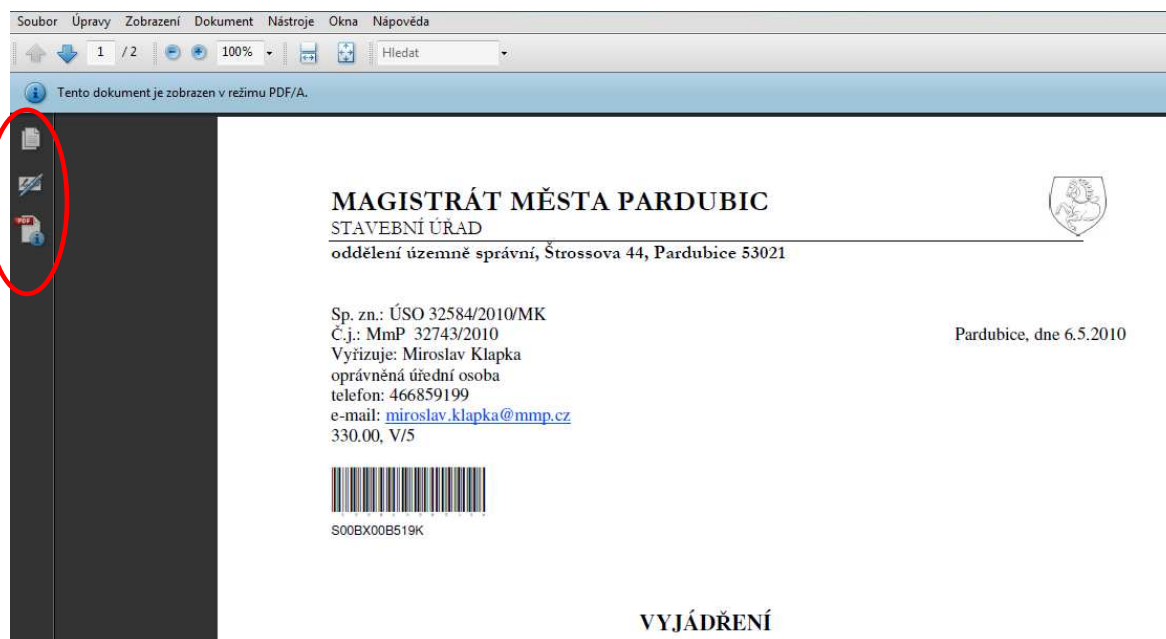 Soubor Úpravy Zobrazení Dokument Nástroje Okna Nápověda
1 / 2 100% Hledat
Tento dokument je zobrazen v režimu PDF/A.
PDF
MAGISTRÁT MĚSTA PARDUBIC
STAVEBNÍ ÚŘAD
oddělení územně správní, Štrossova 44, Pardubice 53021
Sp. zn.: ÚSO 32584/2010/MK
Č.j.: MmP 32743/2010
Pardubice, dne 6.5.2010
Vyřizuje: Miroslav Klapka
oprávněná úřední osoba
telefon: 466859199
e-mail: miroslav.klapka@mmp.cz
330.00, V/5
S00BX00B519K
VYJÁDŘENÍ